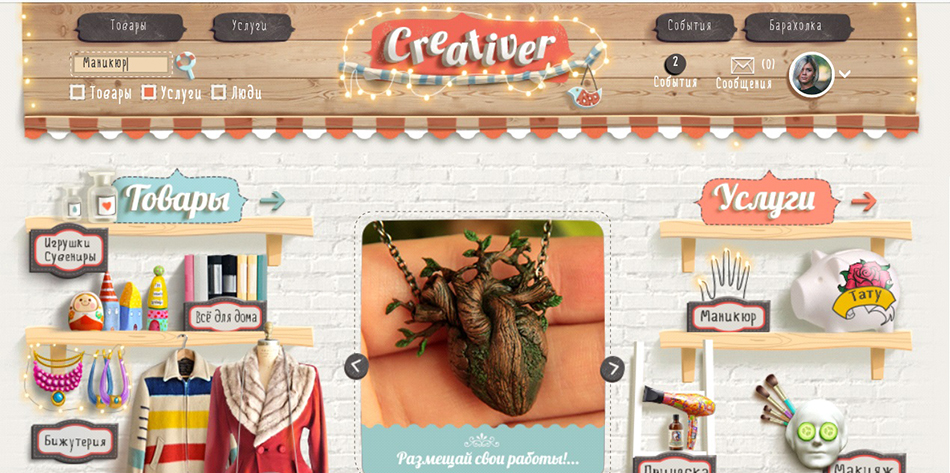 Товары
Услуги
Creativer
События
Барахолка
Маникюр
Товары Услуги Люди
2
События
(0)
Сообщения
Товары
Услуги
Игрушки
Сувениры
Всё для дома
Маникюр
Тату
Бижутерия
Размещай свои работы!...
Причёска
Макияж